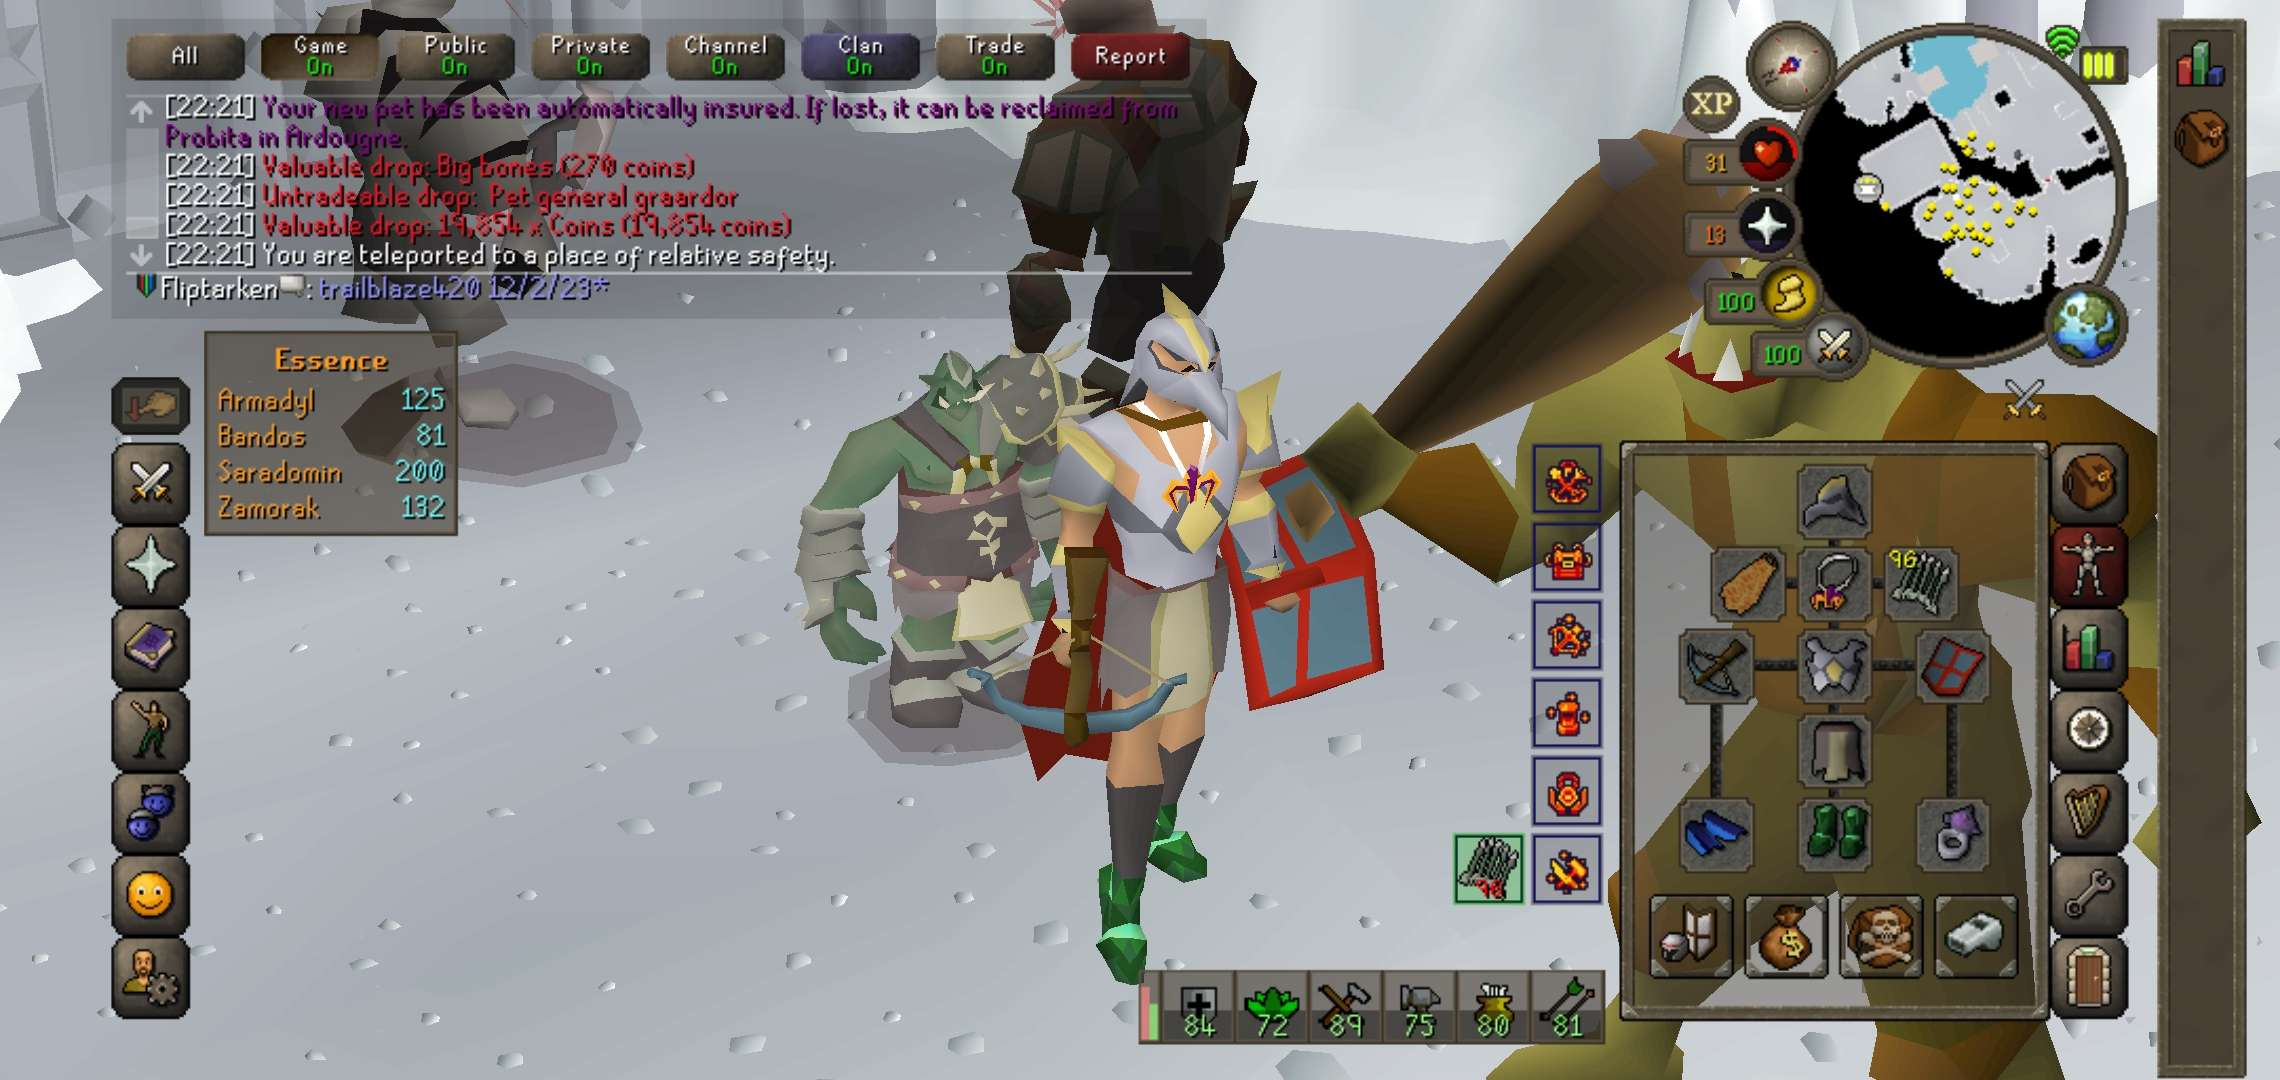 All
Game
On
Public
On
Private
On
Channel
On
Clan
On
Trade
On
Report
[22:21] Your new pet has been automatically insured. If lost, it can be reclaimed from
Probita in Ardougne.
[22:21] Valuable drop: Big bones (270 coins)
[22:21] Untradeable drop: Pet general graardor
[22:21] Valuable drop: 19,854 x Coins (19,854 coins)
[22:21] You are teleported to a place of relative safety.
Fliptarken: trailblaze420 12/2/23*
Essence
Armadyl 125
Bandos 81
Saradomin 200
Zamorak 132
XP
31
13
100
100
96
96
84 72 89 75 80 81